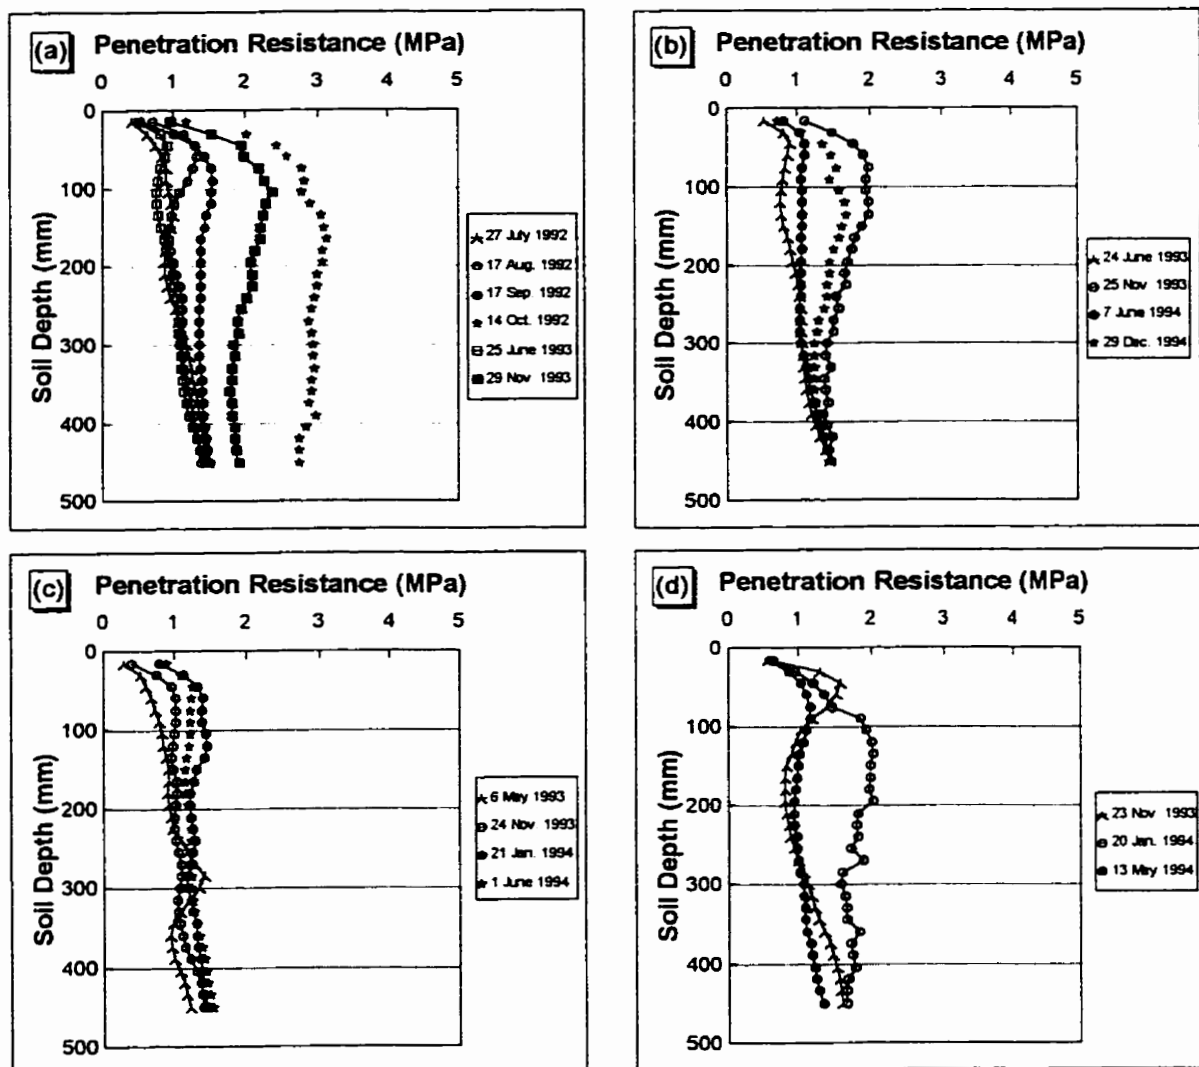 (a) Penetration Resistance (MPa)
0 1 2 3 4 5
Soil Depth (mm)
0
100
200
300
400
500
27 July 1992
17 Aug. 1992
17 Sep. 1992
14 Oct. 1992
25 June 1993
29 Nov 1993
(b) Penetration Resistance (MPa)
0 1 2 3 4 5
Soil Depth (mm)
0
100
200
300
400
500
24 June 1993
25 Nov 1993
7 June 1994
29 Dec. 1994
(c) Penetration Resistance (MPa)
0 1 2 3 4 5
Soil Depth (mm)
0
100
200
300
400
500
6 May 1993
24 Nov. 1993
21 Jan. 1994
1 June 1994
(d) Penetration Resistance (MPa)
0 1 2 3 4 5
Soil Depth (mm)
0
100
200
300
400
500
23 Nov 1993
20 Jan. 1994
13 May 1994